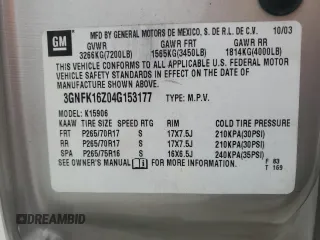 GM
MFD BY GENERAL MOTORS DE MEXICO, S. DE R.L. DE C.V. 10/03
GVWR GAWR FRT GAWR RR
3266KG(7200LB) 1565KG(3450LB) 1814KG(4000LB)
THIS VEHICLE CONFORMS TO ALL APPLICABLE U.S. FEDERAL MOTOR
VEHICLE SAFETY STANDARDS IN EFFECT ON THE DATE OF
MANUFACTURE SHOWN ABOVE.
3GNFK16Z04G153177 TYPE: M.P.V.
MODEL: K15906
KAAW TIRE SIZE SPEED RTG RIM COLD TIRE PRESSURE
FRT P265/70R17 S 17X7.5J 210KPA(30PSI)
RR P265/70R17 S 17X7.5J 210KPA(30PSI)
SPA P265/75R16 S 16X6.5J 240KPA(35PSI)
SEE OWNER'S MANUAL FOR ADDITIONAL INFORMATION
F 83
T 169
© DREAMBID